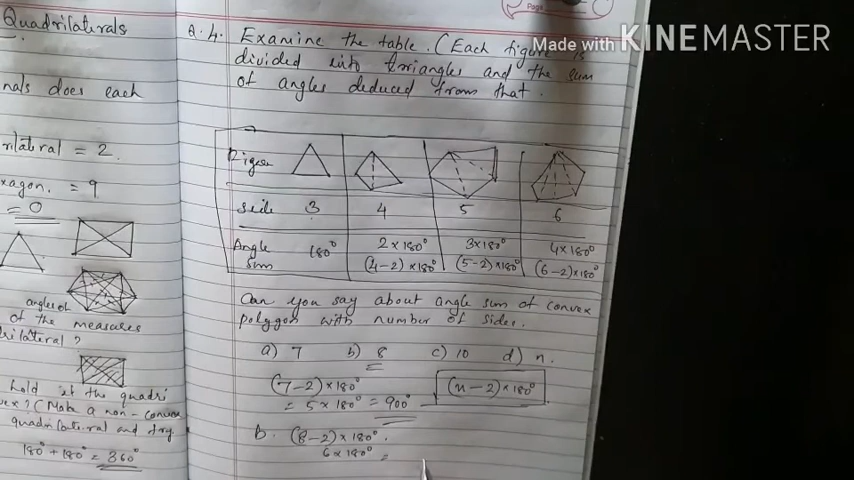 Quadrilaterals
nals does each
rilateral = 2.
xagon. = 9
= 0
angles of
of the measures
rilateral?
hold if the quadri
vex? (Make a non-convex
quadrilateral and try
180° + 180° = 360°
Page
Made with KINEMASTER
Q.4. Examine the table. (Each figure is
divided into triangles and the sum
of angles deduced from that.
Figure
side 3 4 5 6
Angle 180° 2×180° 3×180° 4×180°
sum (4-2)×180° (5-2)×180° (6-2)×180°
Can you say about angle sum of convex
polygon with number of sides.
a) 7 b) 8 c) 10 d) n.
(7-2)×180° (n-2)×180°
= 5×180° = 900°
B. (8-2)×180°.
6×180° =